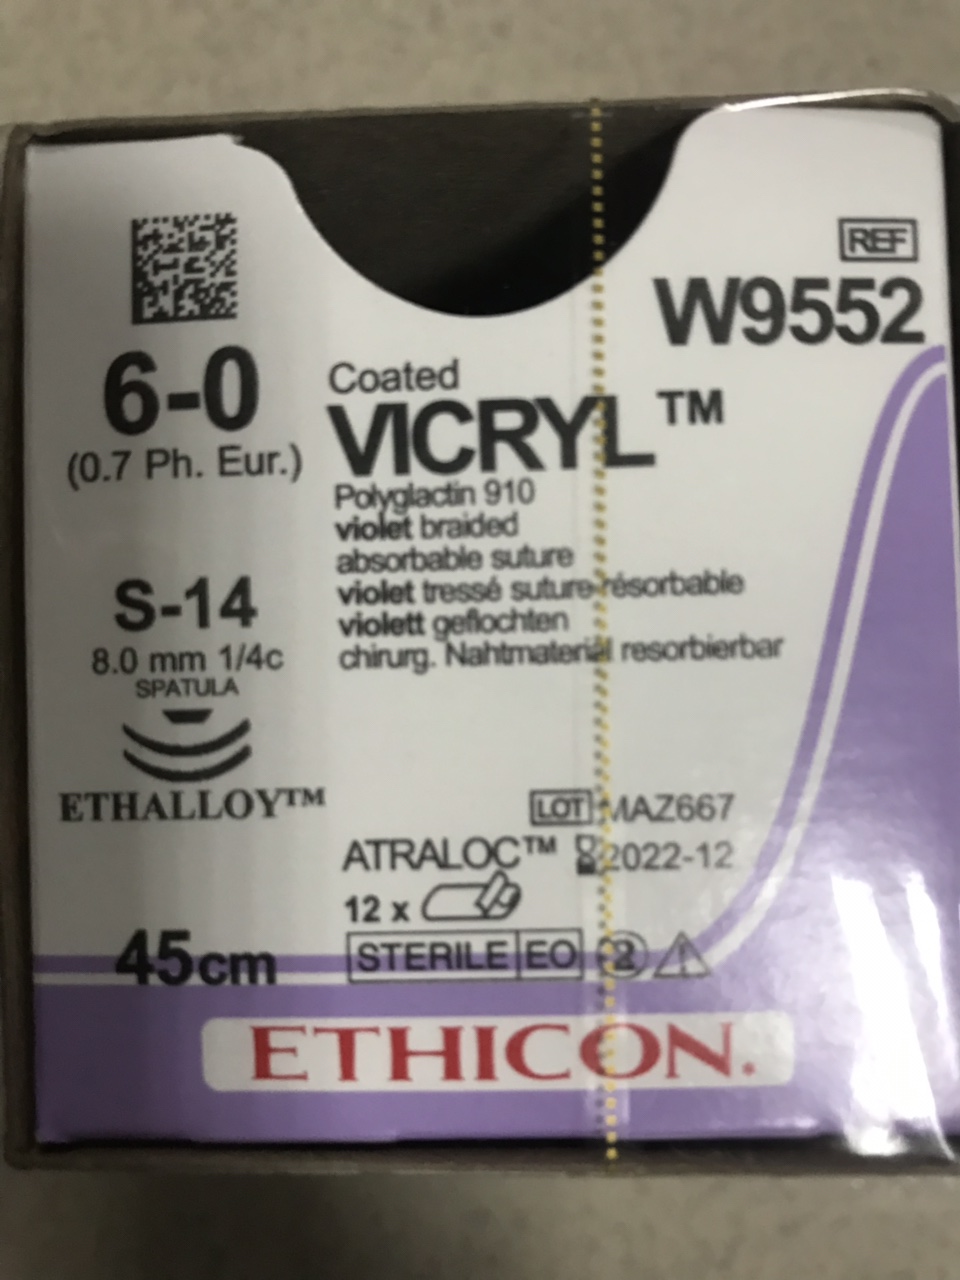 REF
W9552
6-0
(0.7 Ph. Eur.)
Coated
VICRYL™
Polyglactin 910
violet braided
absorbable suture
violet tressé suture résorbable
violett geflochten
chirurg. Nahtmaterial resorbierbar
S-14
8.0 mm 1/4c
SPATULA
ETHALLOY™
LOT MAZ667
ATRALOC™ 2022-12
12 x
45cm
STERILE EO 2
ETHICON.